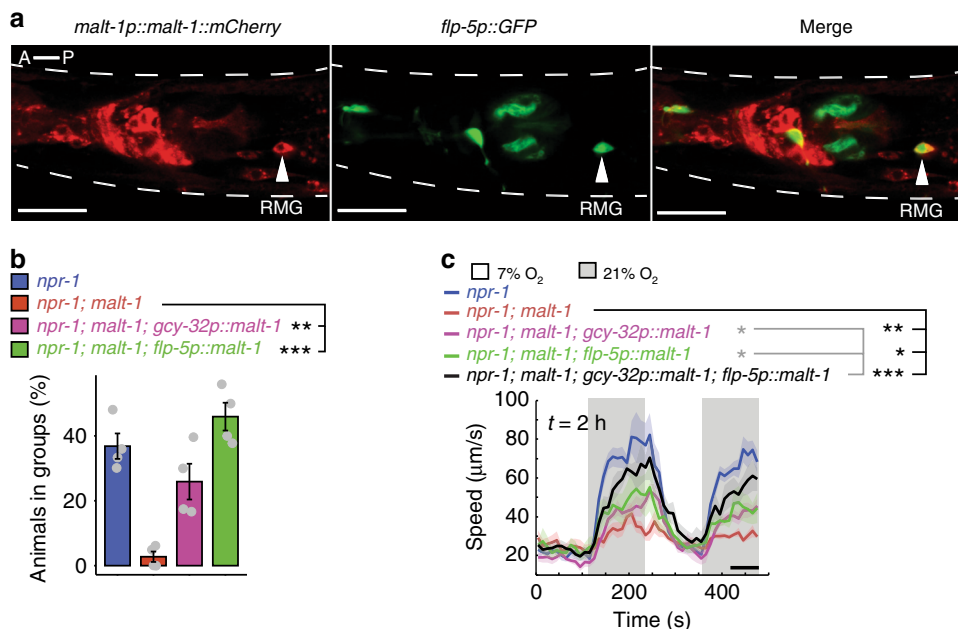 a
malt-1p::malt-1::mCherry
flp-5p::GFP
Merge
A P
RMG
RMG
RMG
b
npr-1
npr-1; malt-1
npr-1; malt-1; gcy-32p::malt-1 **
npr-1; malt-1; flp-5p::malt-1 ***
Animals in groups (%)
40
20
0
c
7% O₂ 21% O₂
npr-1
npr-1; malt-1
npr-1; malt-1; gcy-32p::malt-1 * **
npr-1; malt-1; flp-5p::malt-1 * *
npr-1; malt-1; gcy-32p::malt-1; flp-5p::malt-1 ***
Speed (μm/s)
100
80
60
40
20
t = 2 h
0 200 400
Time (s)